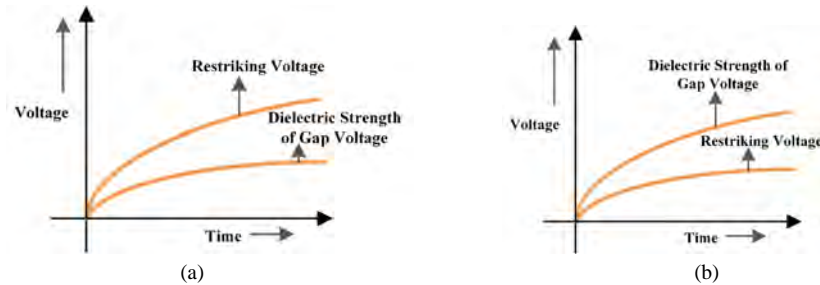 Restriking Voltage
Dielectric Strength
of Gap Voltage
Voltage
Time
(a)
Dielectric Strength of
Gap Voltage
Voltage
Restriking Voltage
Time
(b)